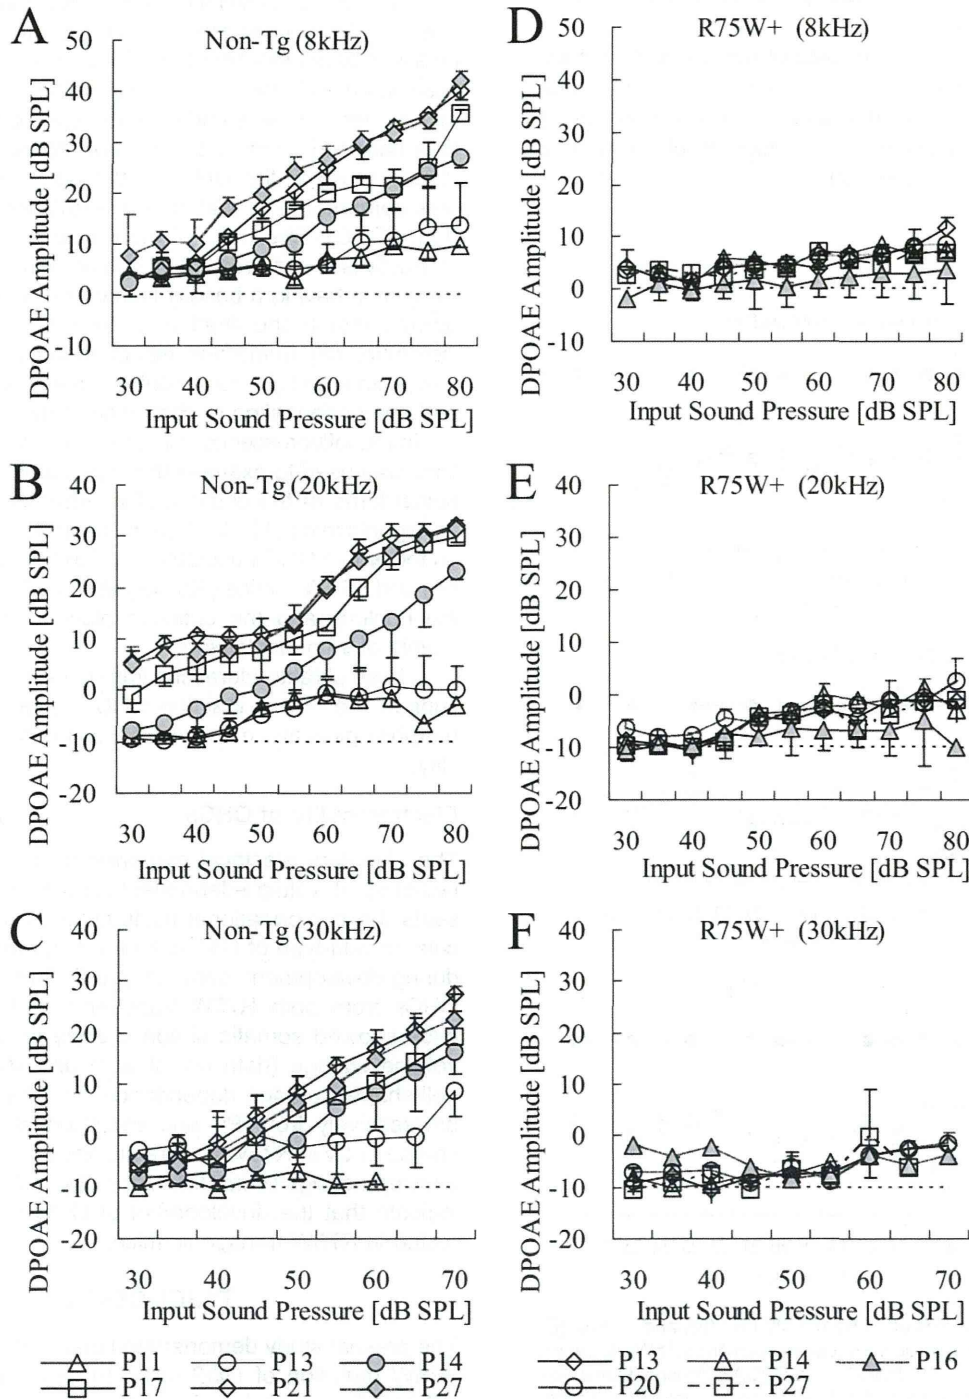 A
Non-Tg (8kHz)
DPOAE Amplitude [dB SPL]
50
40
30
20
10
0
-10
30 40 50 60 70 80
Input Sound Pressure [dB SPL]
D
R75W+ (8kHz)
DPOAE Amplitude [dB SPL]
50
40
30
20
10
0
-10
30 40 50 60 70 80
Input Sound Pressure [dB SPL]
B
Non-Tg (20kHz)
DPOAE Amplitude [dB SPL]
40
30
20
10
0
-10
-20
30 40 50 60 70 80
Input Sound Pressure [dB SPL]
E
R75W+ (20kHz)
DPOAE Amplitude [dB SPL]
40
30
20
10
0
-10
-20
30 40 50 60 70 80
Input Sound Pressure [dB SPL]
C
Non-Tg (30kHz)
DPOAE Amplitude [dB SPL]
40
30
20
10
0
-10
-20
30 40 50 60 70
Input Sound Pressure [dB SPL]
F
R75W+ (30kHz)
DPOAE Amplitude [dB SPL]
40
30
20
10
0
-10
-20
30 40 50 60 70
Input Sound Pressure [dB SPL]
P11 P13 P14
P17 P21 P27
P13 P14 P16
P20 P27